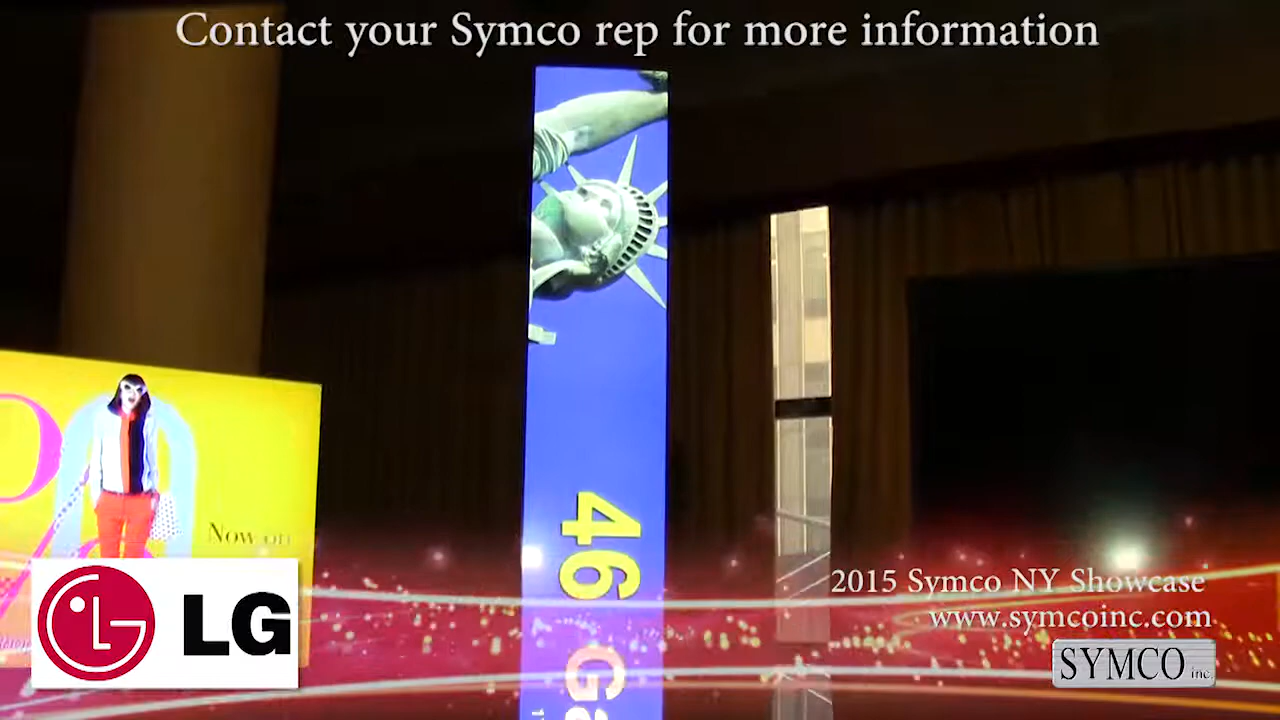 Contact your Symco rep for more information
46
Ga
Now on
LG
2015 Symco NY Showcase
www.symcoinc.com
SYMCO inc.